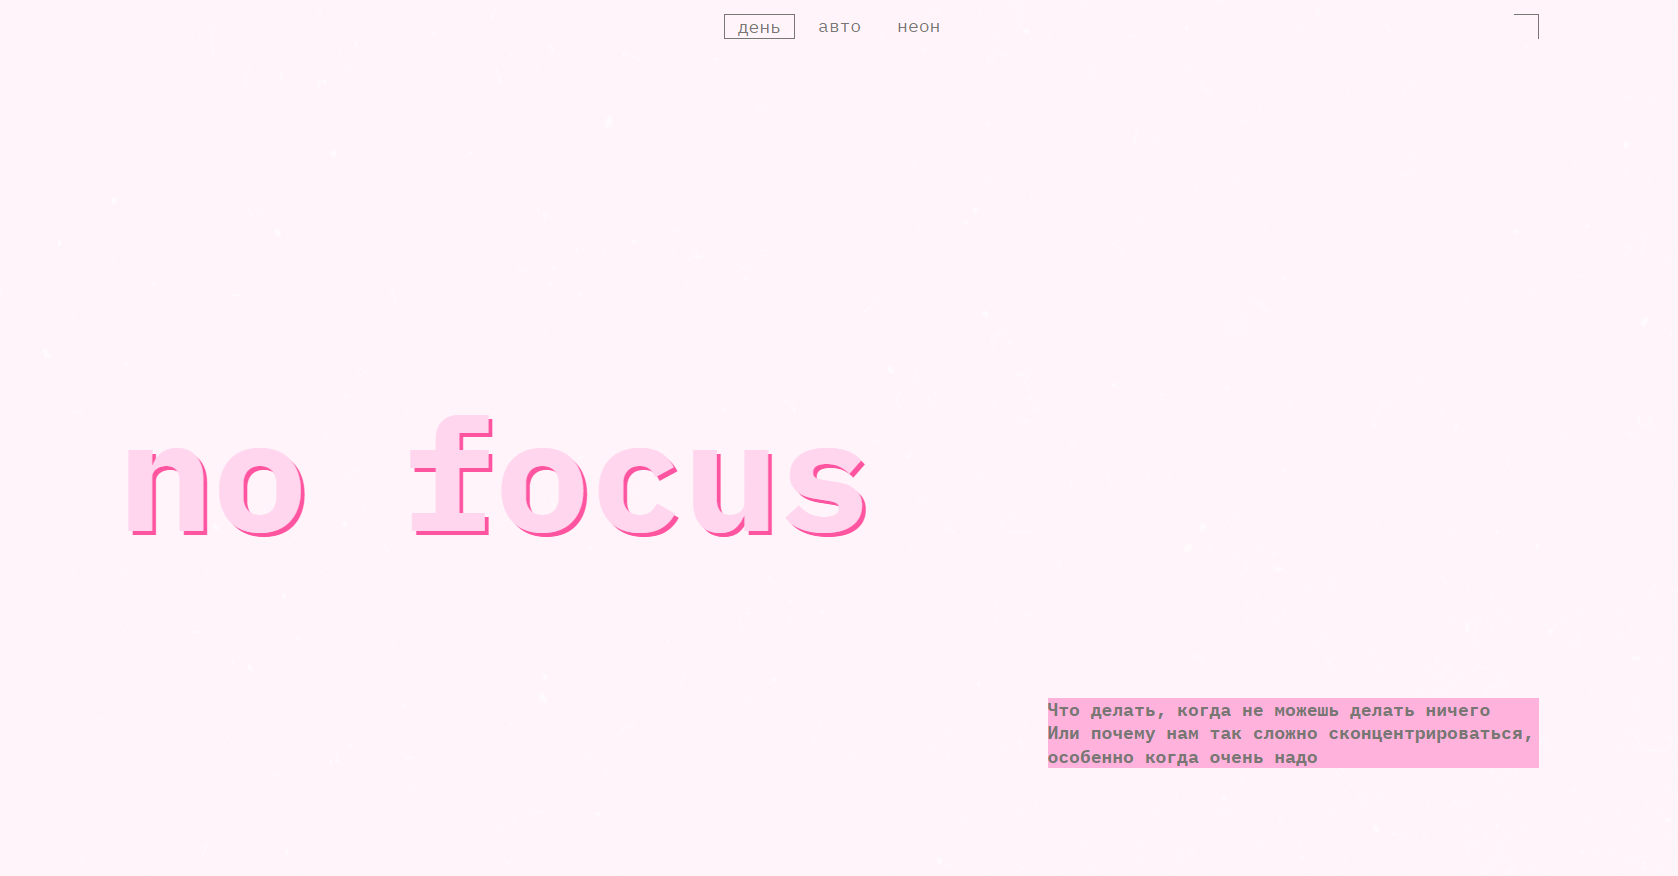 день авто неон
no focus
Что делать, когда не можешь делать ничего
Или почему нам так сложно сконцентрироваться,
особенно когда очень надо